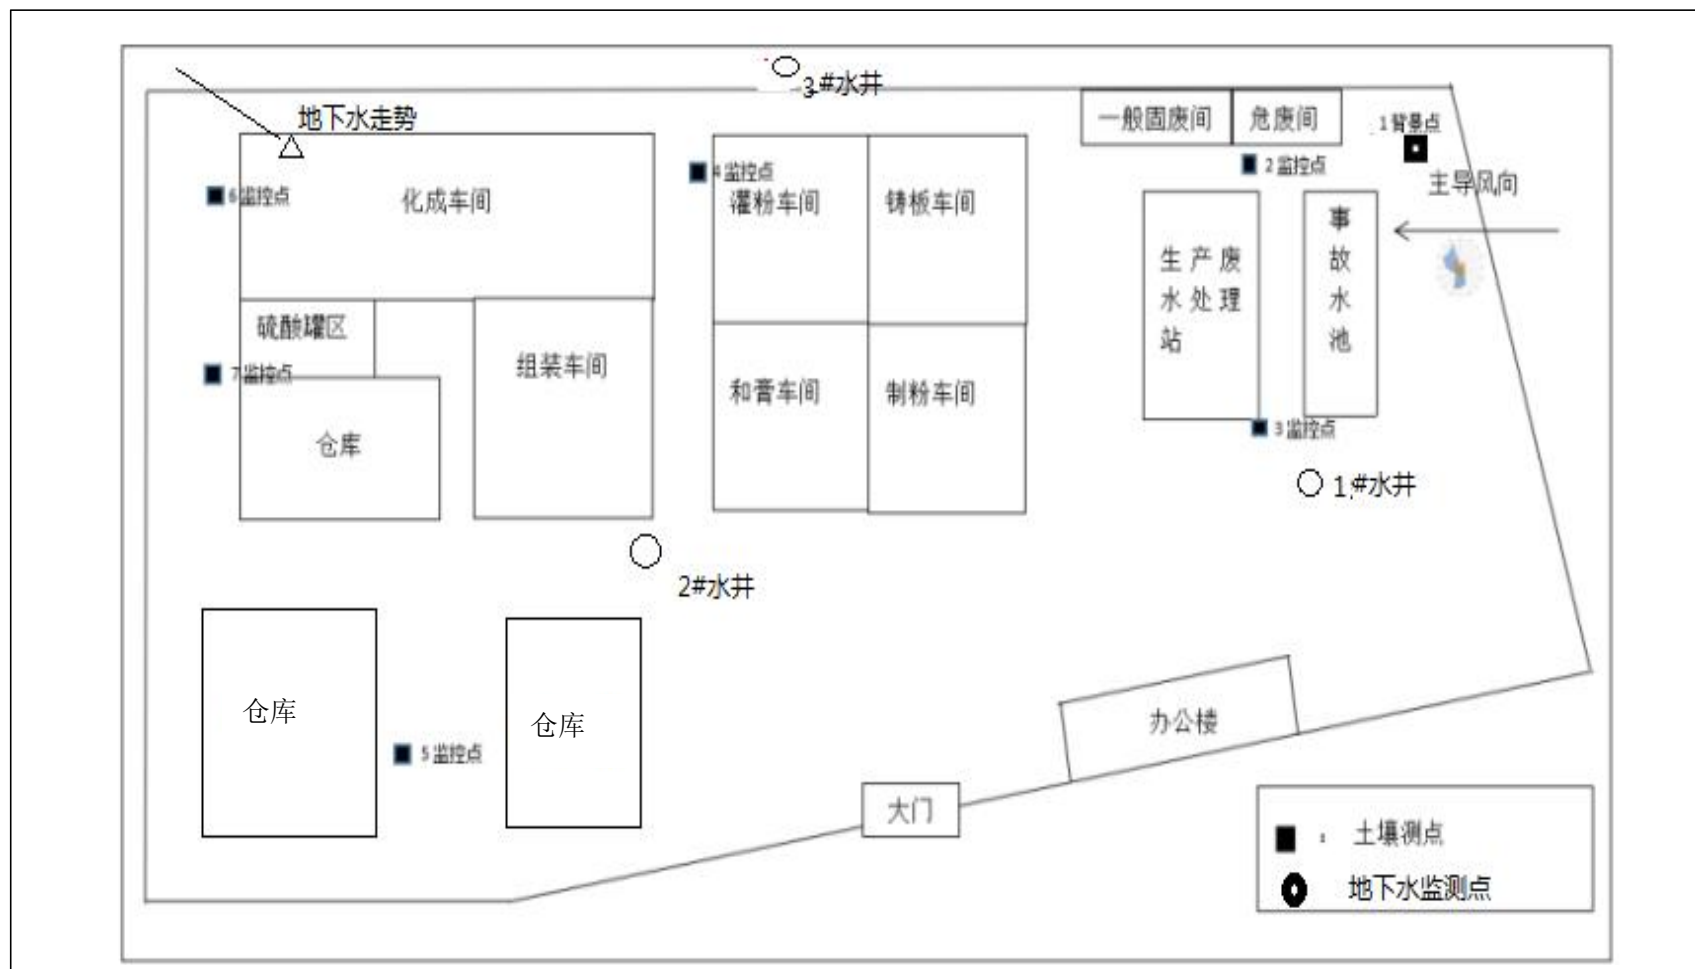 3#水井
地下水走势
一般固废间
危废间
1背景点
2监控点
4监控点
主导风向
6监控点
化成车间
灌粉车间
铸板车间
事
故
水
池
生产废
水处理
站
硫酸罐区
组装车间
7监控点
和膏车间
制粉车间
3监控点
仓库
1#水井
2#水井
仓库
仓库
办公楼
5监控点
大门
土壤测点
地下水监测点